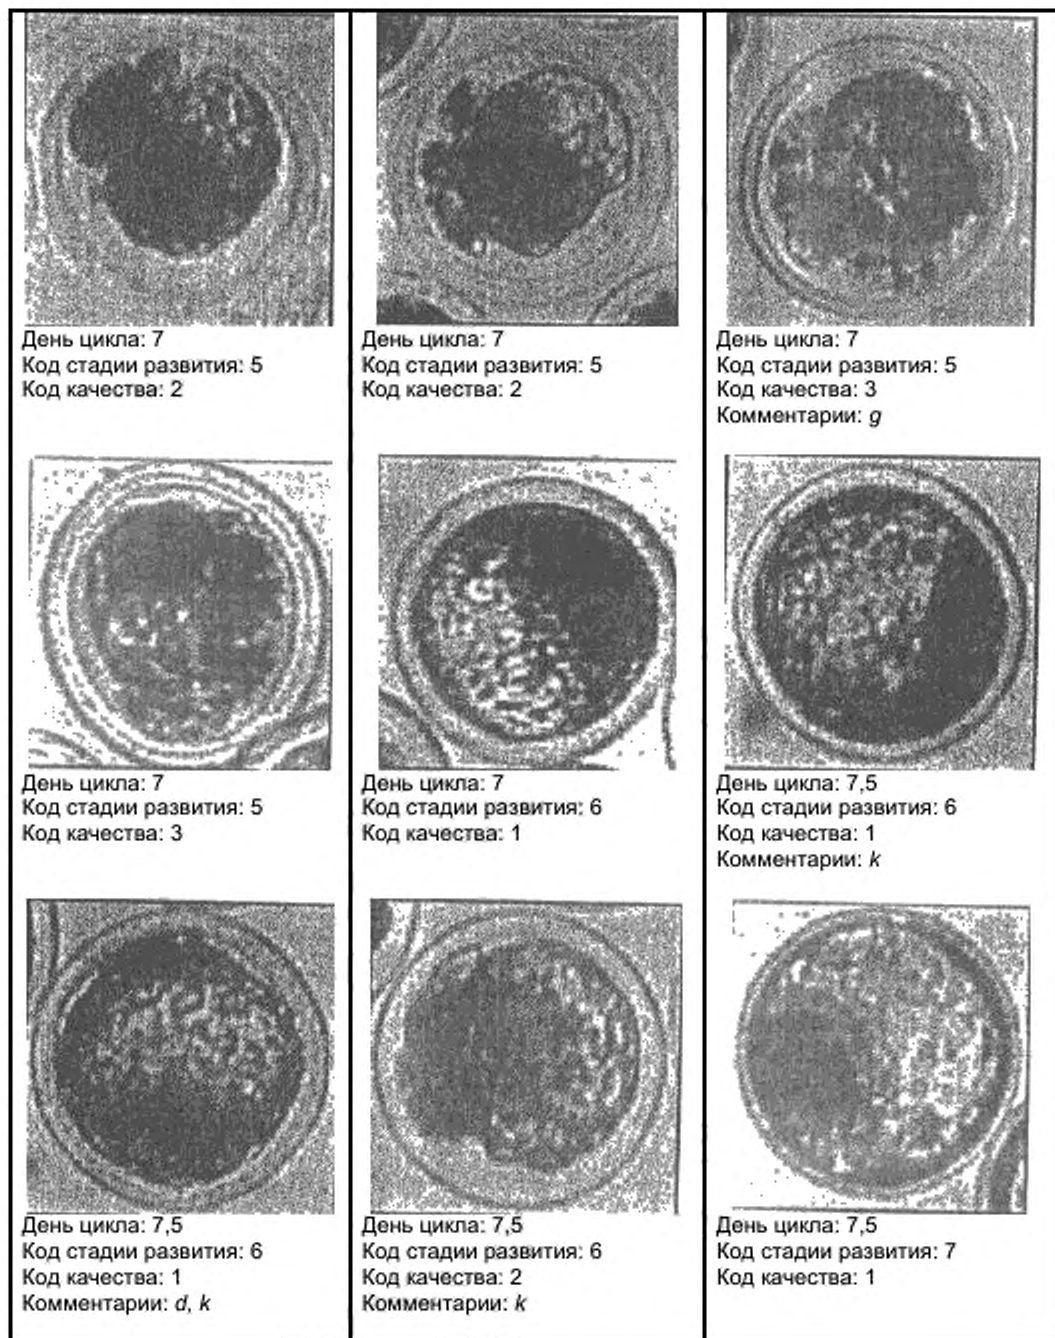 День цикла: 7
Код стадии развития: 5
Код качества: 2
День цикла: 7
Код стадии развития: 5
Код качества: 2
День цикла: 7
Код стадии развития: 5
Код качества: 3
Комментарии: g
День цикла: 7
Код стадии развития: 5
Код качества: 3
День цикла: 7
Код стадии развития: 6
Код качества: 1
День цикла: 7,5
Код стадии развития: 6
Код качества: 1
Комментарии: k
День цикла: 7,5
Код стадии развития: 6
Код качества: 1
Комментарии: d, k
День цикла: 7,5
Код стадии развития: 6
Код качества: 2
Комментарии: k
День цикла: 7,5
Код стадии развития: 7
Код качества: 1